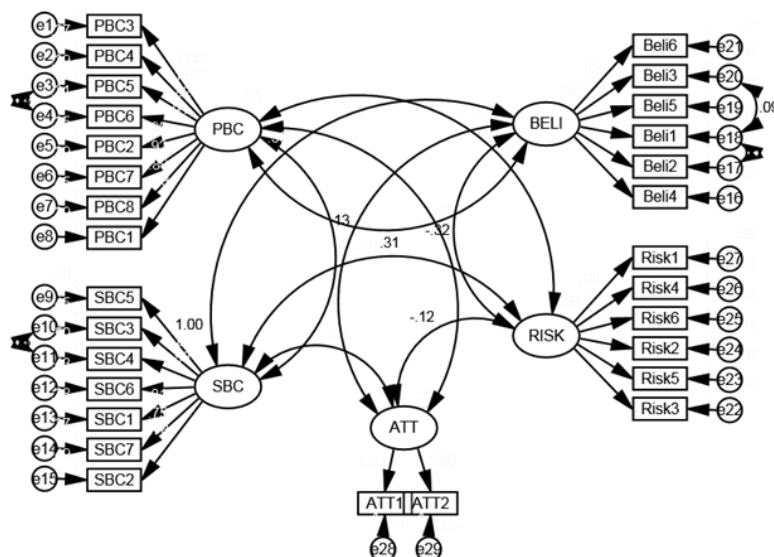 e1 PBC3
e2 PBC4
e3 PBC5
e4 PBC6
e5 PBC2
e6 PBC7
e7 PBC8
e8 PBC1
PBC
Beli6 e21
Beli3 e20
Beli5 e19
Beli1 e18
Beli2 e17
Beli4 e16
BELI
.09
.13
.31
-.32
-.12
1.00
e9 SBC5
e10 SBC3
e11 SBC4
e12 SBC6
e13 SBC1
e14 SBC7
e15 SBC2
SBC
Risk1 e27
Risk4 e26
Risk6 e25
Risk2 e24
Risk5 e23
Risk3 e22
RISK
ATT
ATT1 ATT2
e28 e29